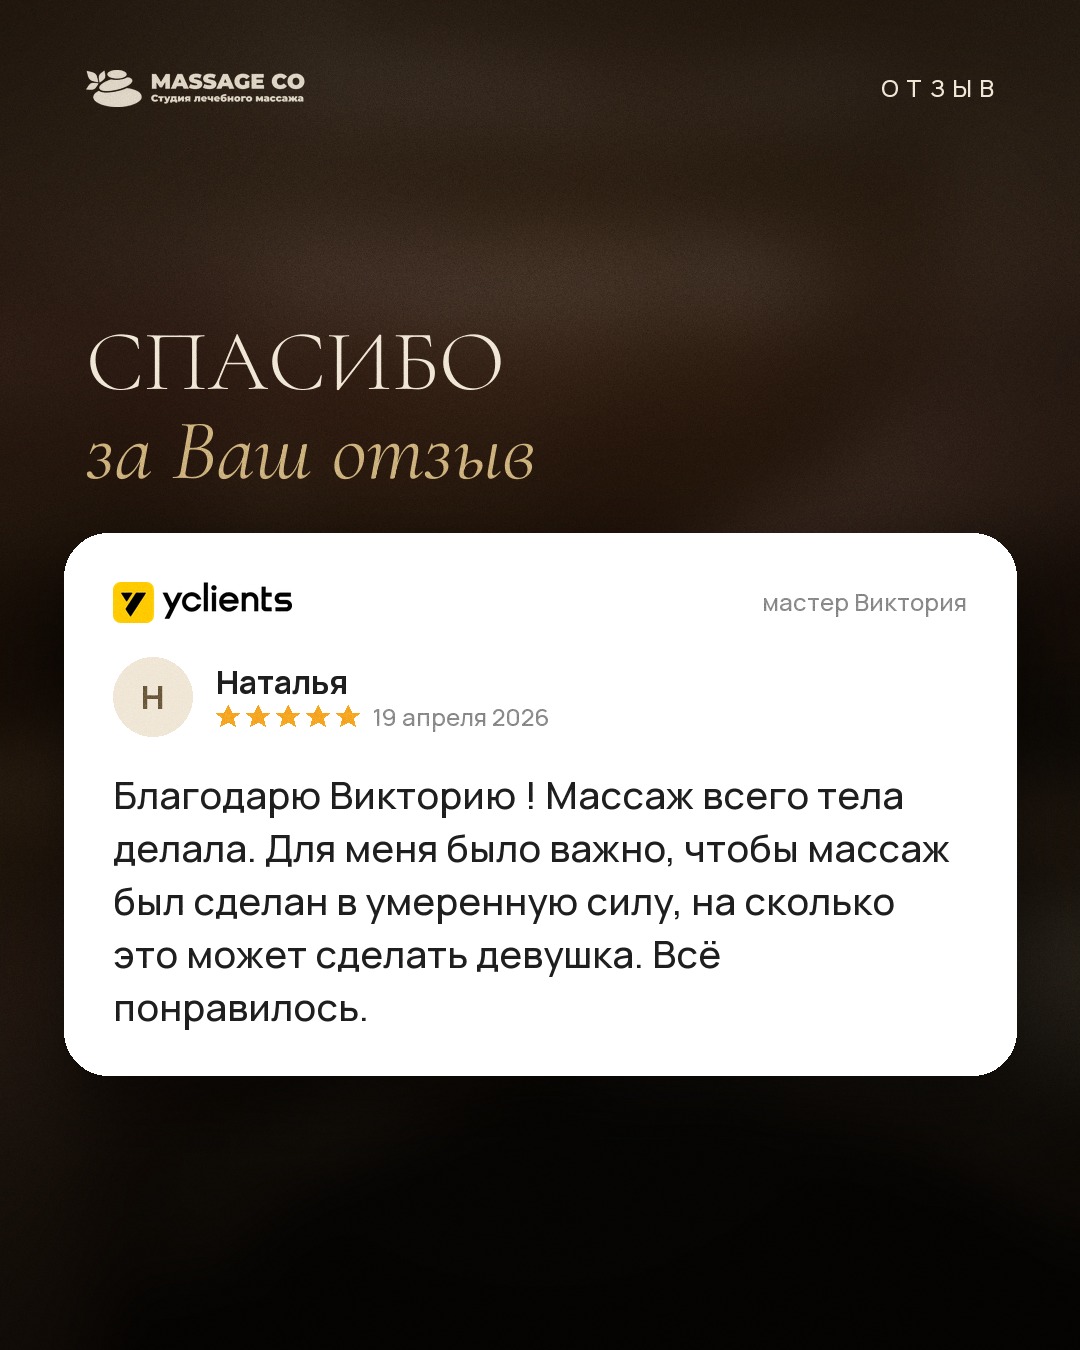 MASSAGE CO
Студия лечебного массажа
ОТЗЫВ
СПАСИБО
за Ваш отзыв
yclients
мастер Виктория
Н
Наталья
19 апреля 2026
Благодарю Викторию ! Массаж всего тела
делала. Для меня было важно, чтобы массаж
был сделан в умеренную силу, на сколько
это может сделать девушка. Всё
понравилось.